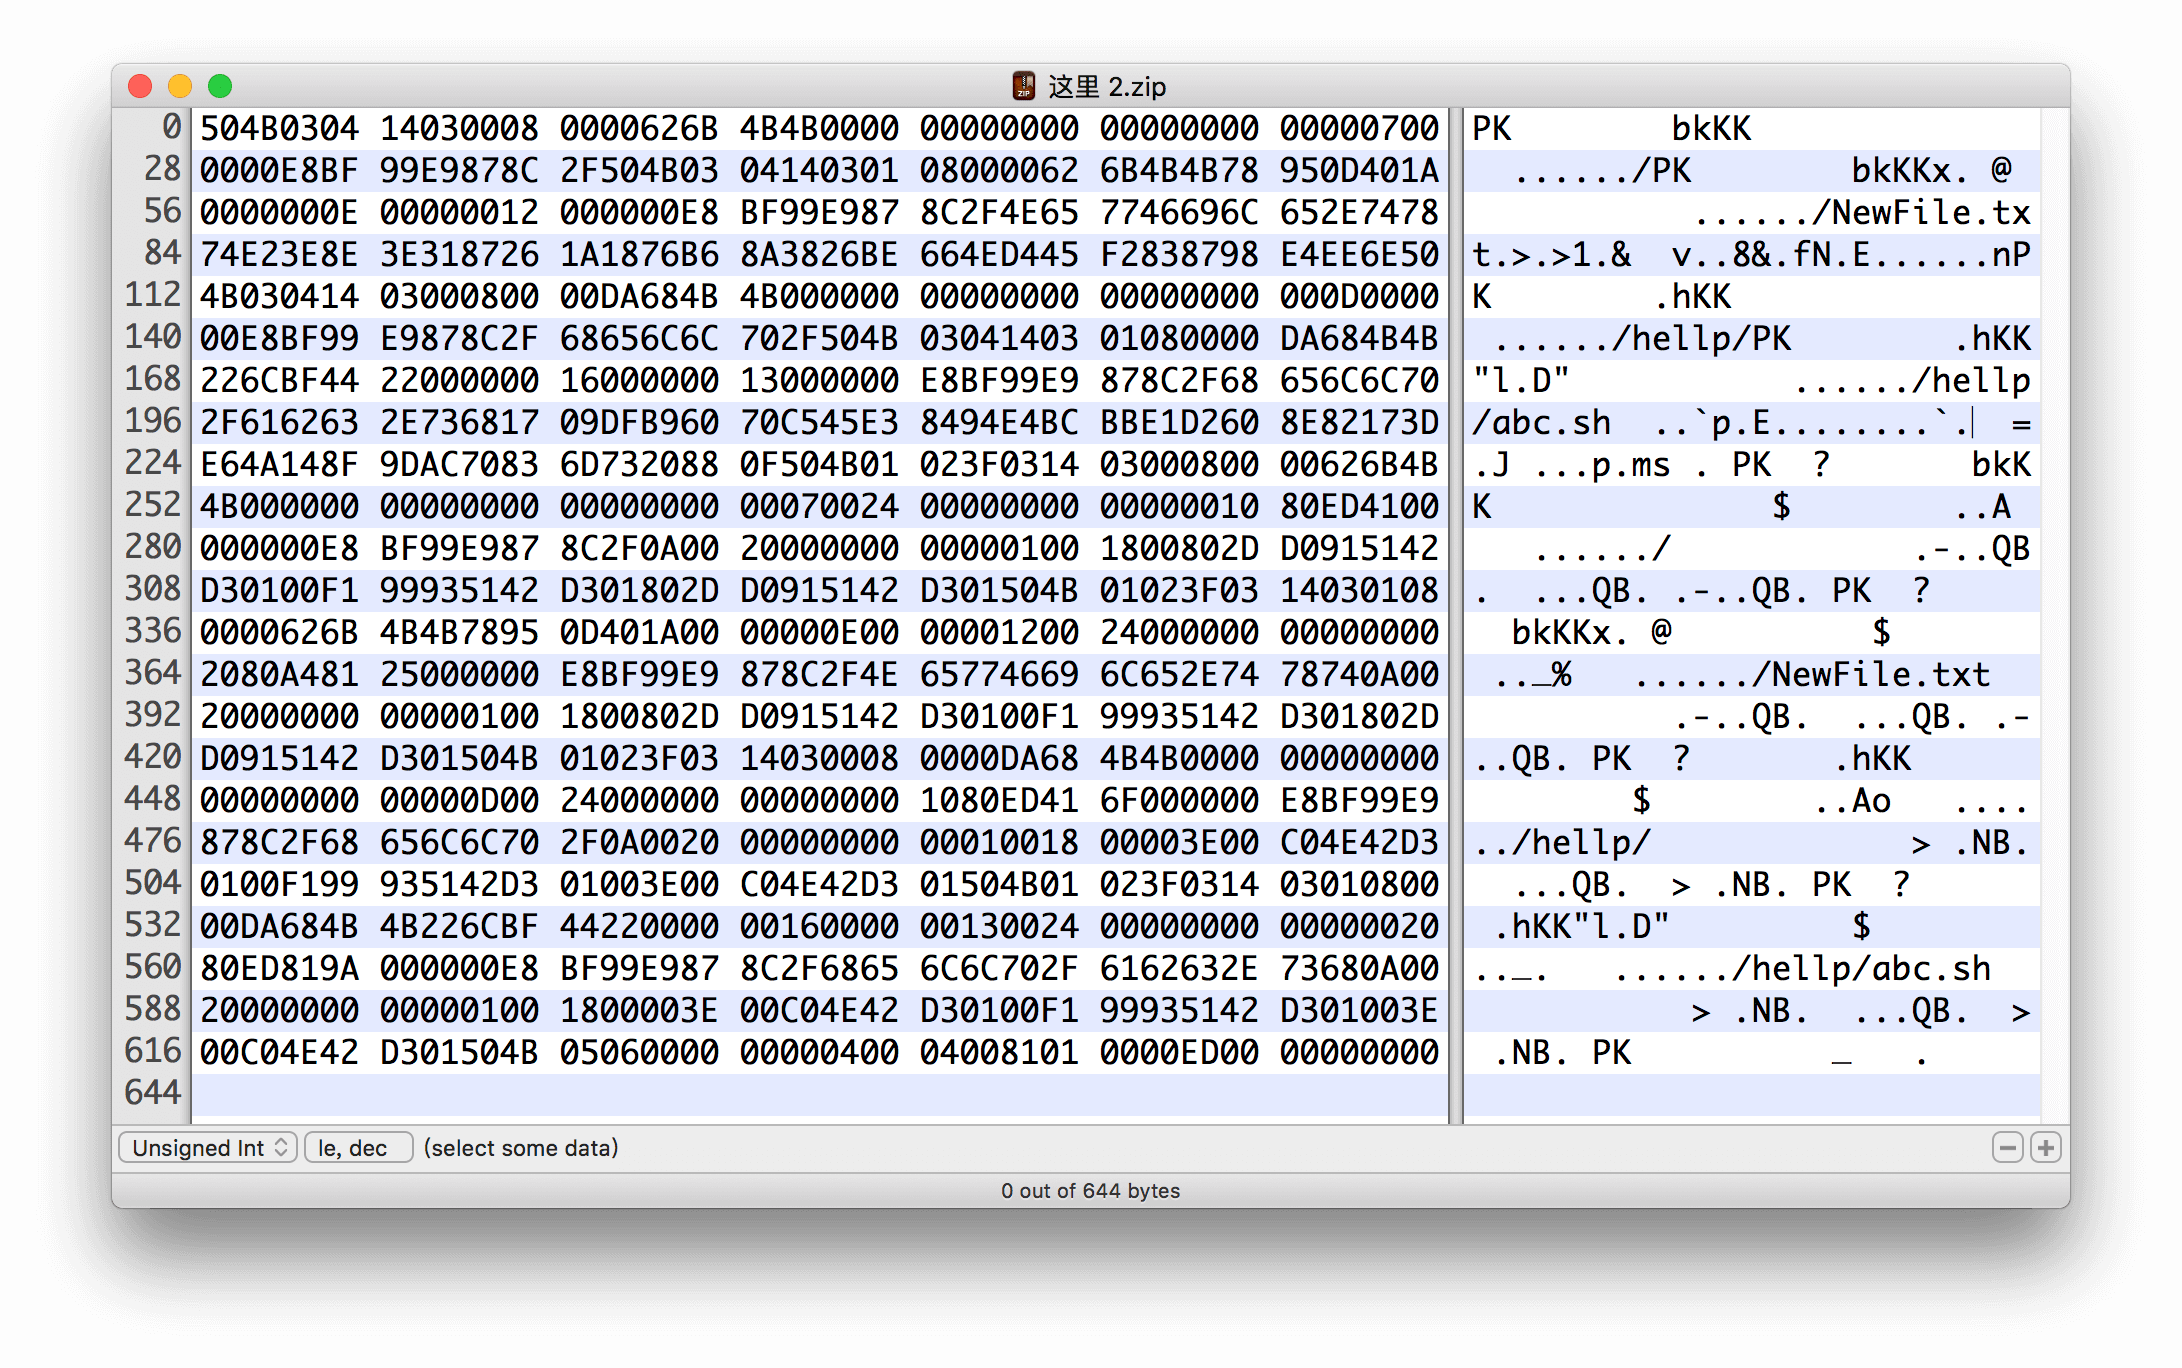 这里 2.zip
0 504B0304 14030008 0000626B 4B4B0000 00000000 00000000 00000700 PK bkKK
28 0000E8BF 99E9878C 2F504B03 04140301 08000062 6B4B4B78 950D401A ....../PK bkKKx. @
56 0000000E 00000012 000000E8 BF99E987 8C2F4E65 7746696C 652E7478 ....../NewFile.tx
84 74E23E8E 3E318726 1A1876B6 8A3826BE 664ED445 F2838798 E4EE6E50 t.>.>1.& v..8&.fN.E......nP
112 4B030414 03000800 00DA684B 4B000000 00000000 00000000 000D0000 K .hKK
140 00E8BF99 E9878C2F 68656C6C 702F504B 03041403 01080000 DA684B4B ....../hellp/PK .hKK
168 226CBF44 22000000 16000000 13000000 E8BF99E9 878C2F68 656C6C70 "l.D" ....../hellp
196 2F616263 2E736817 09DFB960 70C545E3 8494E4BC BBE1D260 8E82173D /abc.sh ..`p.E........`.| =
224 E64A148F 9DAC7083 6D732088 0F504B01 023F0314 03000800 00626B4B .J ...p.ms . PK ? bkK
252 4B000000 00000000 00000000 00070024 00000000 00000010 80ED4100 K $ ..A
280 000000E8 BF99E987 8C2F0A00 20000000 00000100 1800802D D0915142 ....../ .-..QB
308 D30100F1 99935142 D301802D D0915142 D301504B 01023F03 14030108 . ...QB. .-..QB. PK ?
336 0000626B 4B4B7895 0D401A00 00000E00 00001200 24000000 00000000 bkKKx. @ $
364 2080A481 25000000 E8BF99E9 878C2F4E 65774669 6C652E74 78740A00 .._% ....../NewFile.txt
392 20000000 00000100 1800802D D0915142 D30100F1 99935142 D301802D .-..QB. ...QB. .-
420 D0915142 D301504B 01023F03 14030008 0000DA68 4B4B0000 00000000 ..QB. PK ? .hKK
448 00000000 00000D00 24000000 00000000 1080ED41 6F000000 E8BF99E9 $ ..Ao ....
476 878C2F68 656C6C70 2F0A0020 00000000 00010018 00003E00 C04E42D3 ../hellp/ > .NB.
504 0100F199 935142D3 01003E00 C04E42D3 01504B01 023F0314 03010800 ...QB. > .NB. PK ?
532 00DA684B 4B226CBF 44220000 00160000 00130024 00000000 00000020 .hKK"l.D" $
560 80ED819A 000000E8 BF99E987 8C2F6865 6C6C702F 6162632E 73680A00 .._. ....../hellp/abc.sh
588 20000000 00000100 1800003E 00C04E42 D30100F1 99935142 D301003E > .NB. ...QB. >
616 00C04E42 D301504B 05060000 00000400 04008101 0000ED00 00000000 .NB. PK _ .
644
Unsigned Int le, dec (select some data)
0 out of 644 bytes